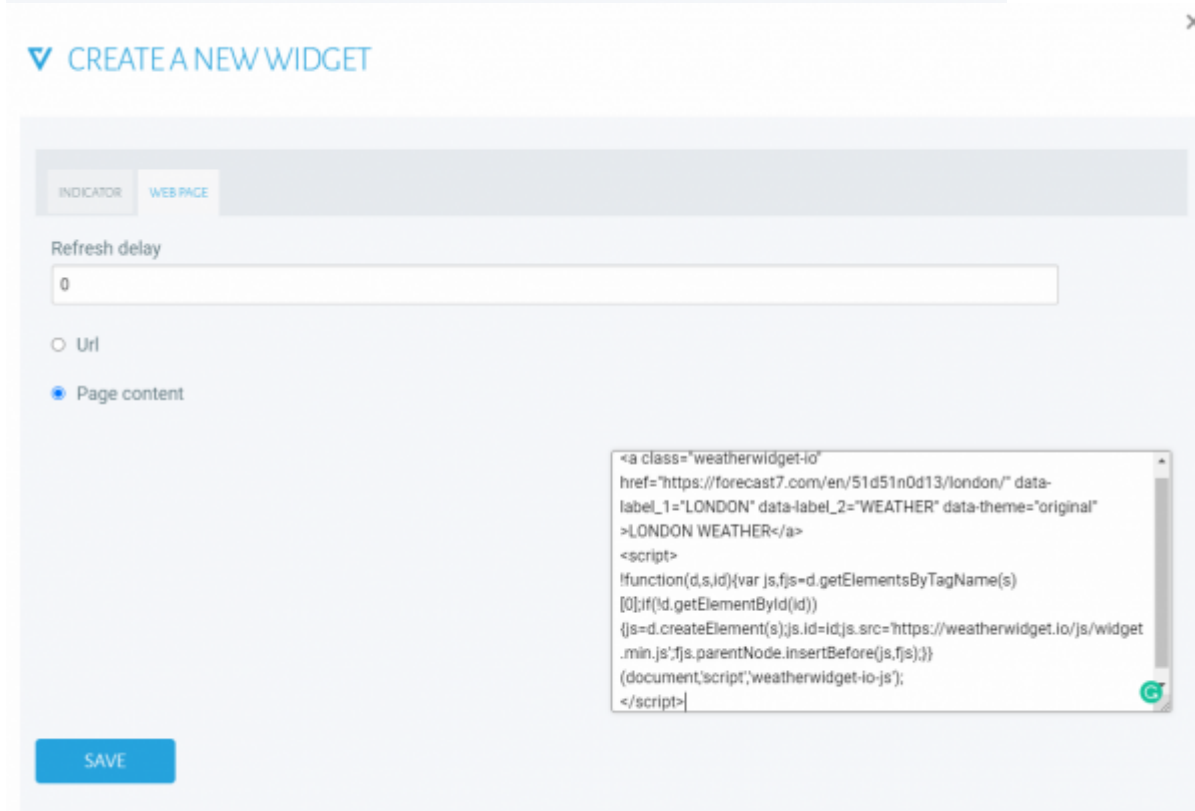 CREATE A NEW WIDGET
INDICATOR WEB PAGE
Refresh delay
0
Url
Page content
<a class="weatherwidget-io"
href="https://forecast7.com/en/51d51n0d13/london/" data-
label_1="LONDON" data-label_2="WEATHER" data-theme="original"
>LONDON WEATHER</a>
<script>
!function(d,s,id){var js,fjs=d.getElementsByTagName(s)
[0];if(!d.getElementById(id))
{js=d.createElement(s);js.id=id;js.src='https://weatherwidget.io/js/widget
.min.js';fjs.parentNode.insertBefore(js,fjs);}}
(document,'script','weatherwidget-io-js');
</script>
SAVE